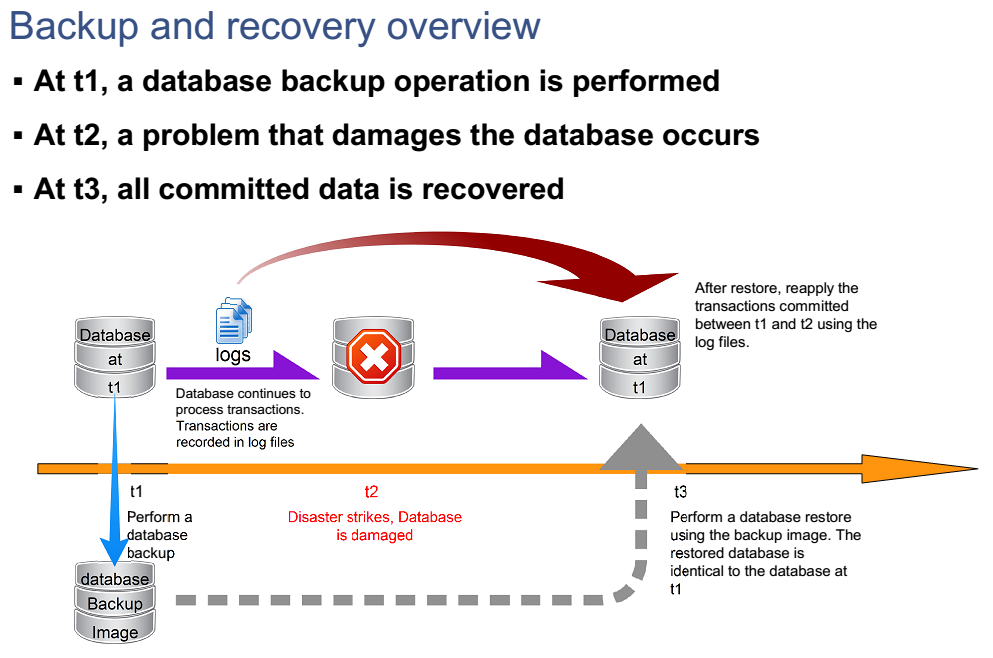 Backup and recovery overview
▪ At t1, a database backup operation is performed
▪ At t2, a problem that damages the database occurs
▪ At t3, all committed data is recovered
After restore, reapply the
transactions committed
between t1 and t2 using the
log files.
Database
at
t1
logs
Database continues to
process transactions.
Transactions are
recorded in log files
Database
at
t1
t1
Perform a
database
backup
t2
Disaster strikes, Database
is damaged
t3
Perform a database restore
using the backup image. The
restored database is
identical to the database at
t1
database
Backup
Image